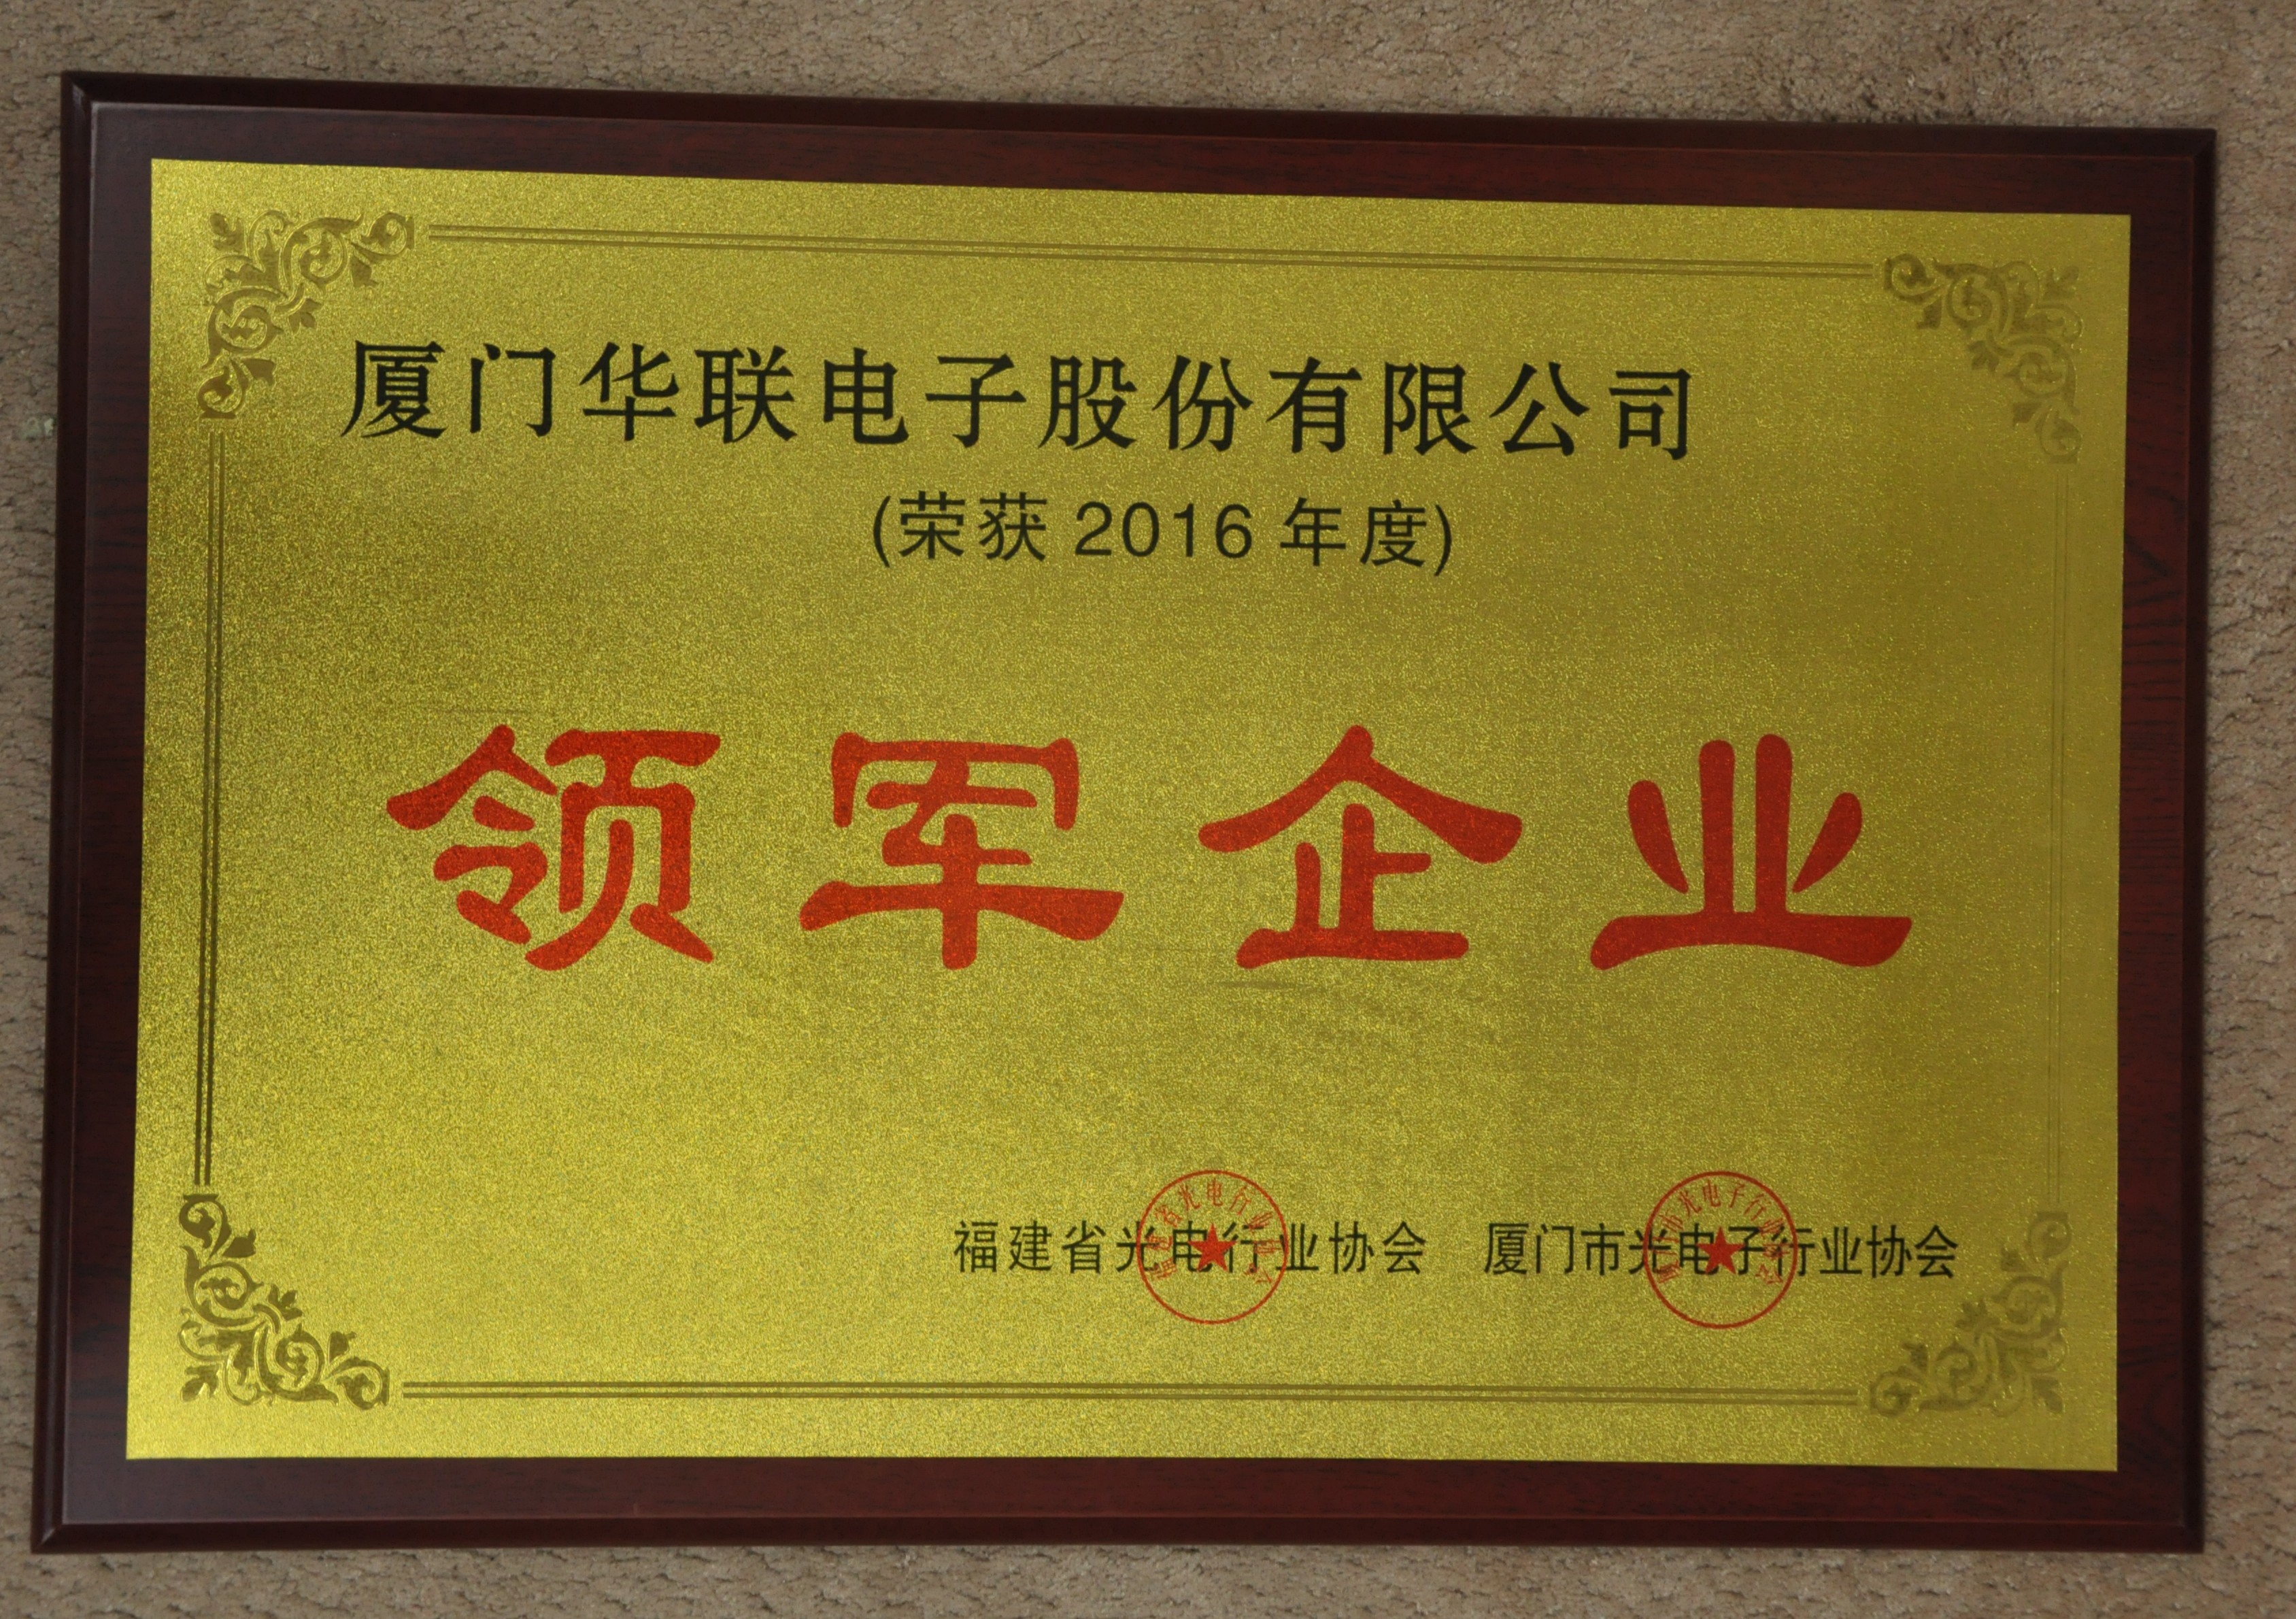 厦门华联电子股份有限公司
(荣获 2016 年度)
领军企业
福建省光电行业协会 厦门市光电子行业协会